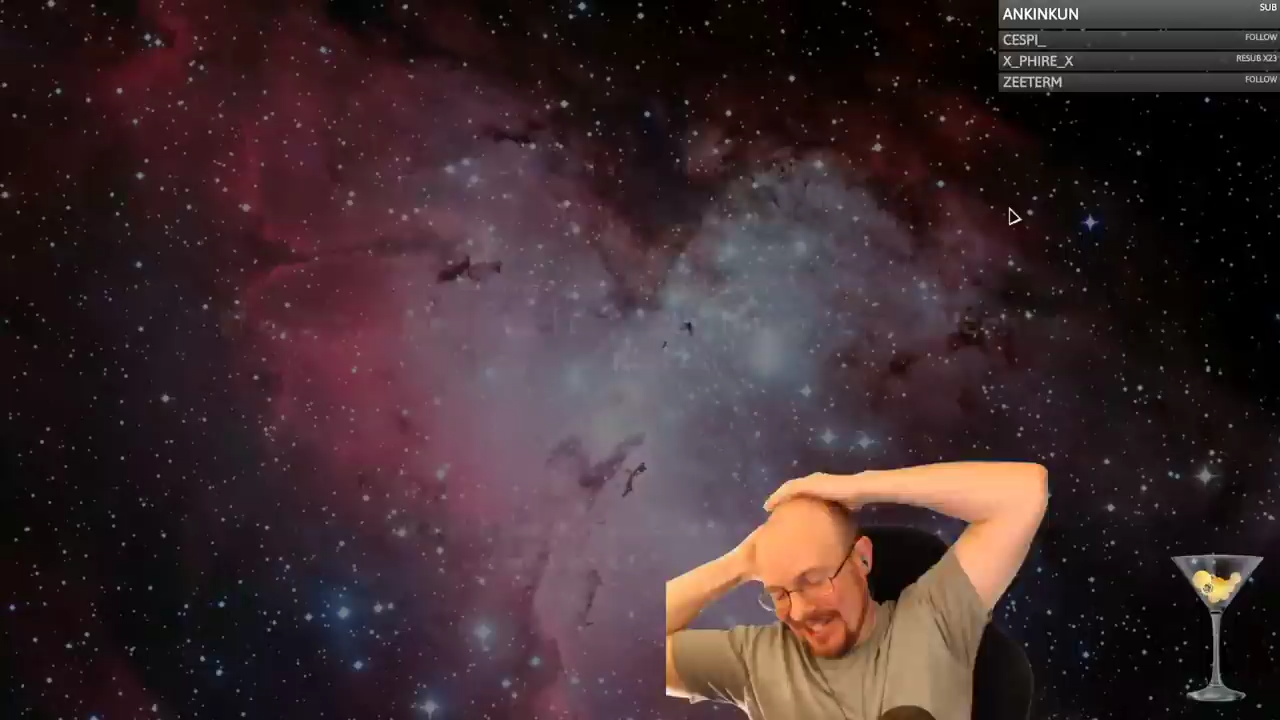 ANKINKUN SUB
CESPI_ FOLLOW
X_PHIRE_X RESUB X23
ZEETERM FOLLOW